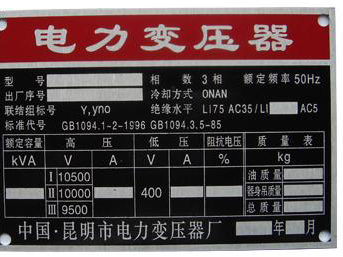 电力变压器
型号 相数 3相 额定频率 50Hz
出厂序号 冷却方式 ONAN
联结组标号 Y,yno 绝缘水平 LI75 AC35/LI AC5
标准代号 GB1094.1-2-1996 GB1094.3.5-85
额定容量 高压 低压 阻抗电压 质量表
kVA V A V A % kg
I 10500 油质量
II 10000 400 器身吊质量
III 9500 总质量
中国·昆明市电力变压器厂 年 月